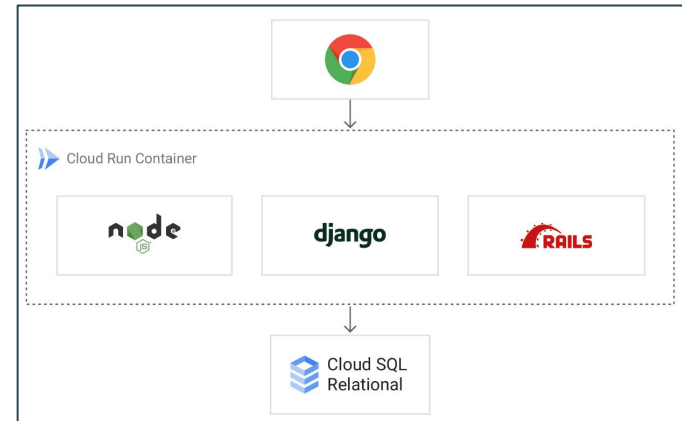 Cloud Run Container
node
JS
django
RAILS
Cloud SQL
Relational